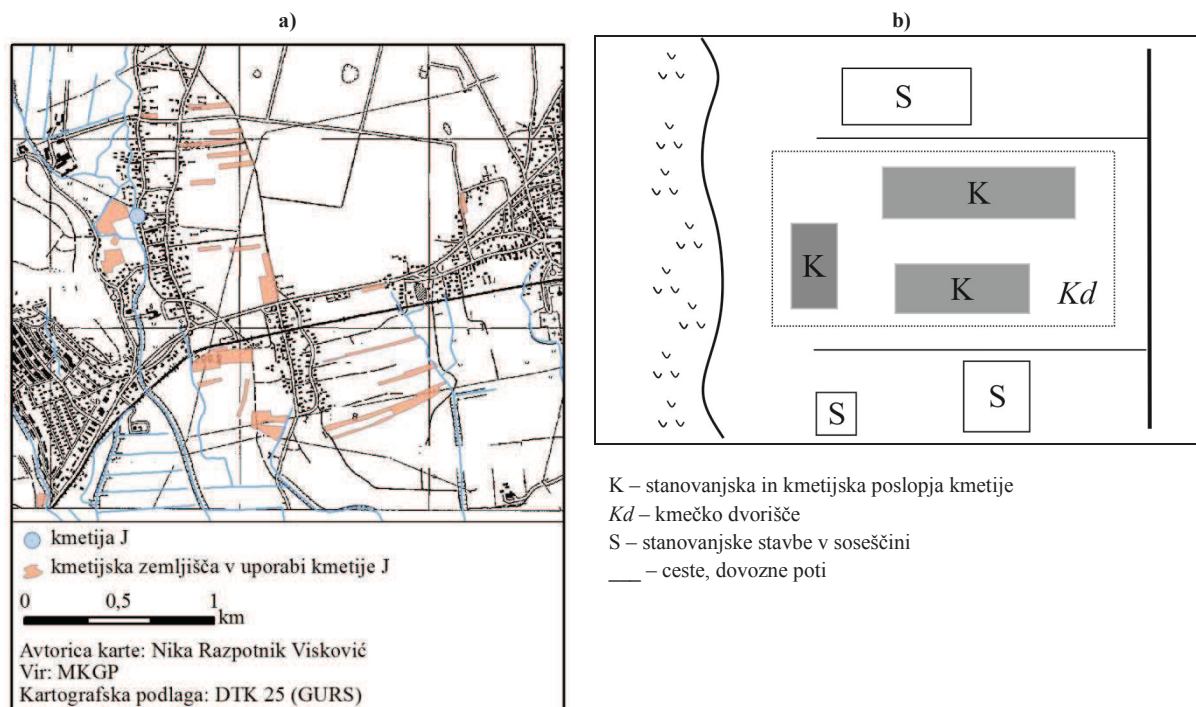 a)
kmetija J
kmetijska zemljišča v uporabi kmetije J
0 0,5 1
km
Avtorica karte: Nika Razpotnik Visković
Vir: MKGP
Kartografska podlaga: DTK 25 (GURS)
b)
S
K
K
K
Kd
S
S
K – stanovanjska in kmetijska poslopja kmetije
Kd – kmečko dvorišče
S – stanovanjske stavbe v soseščini
___ – ceste, dovozne poti